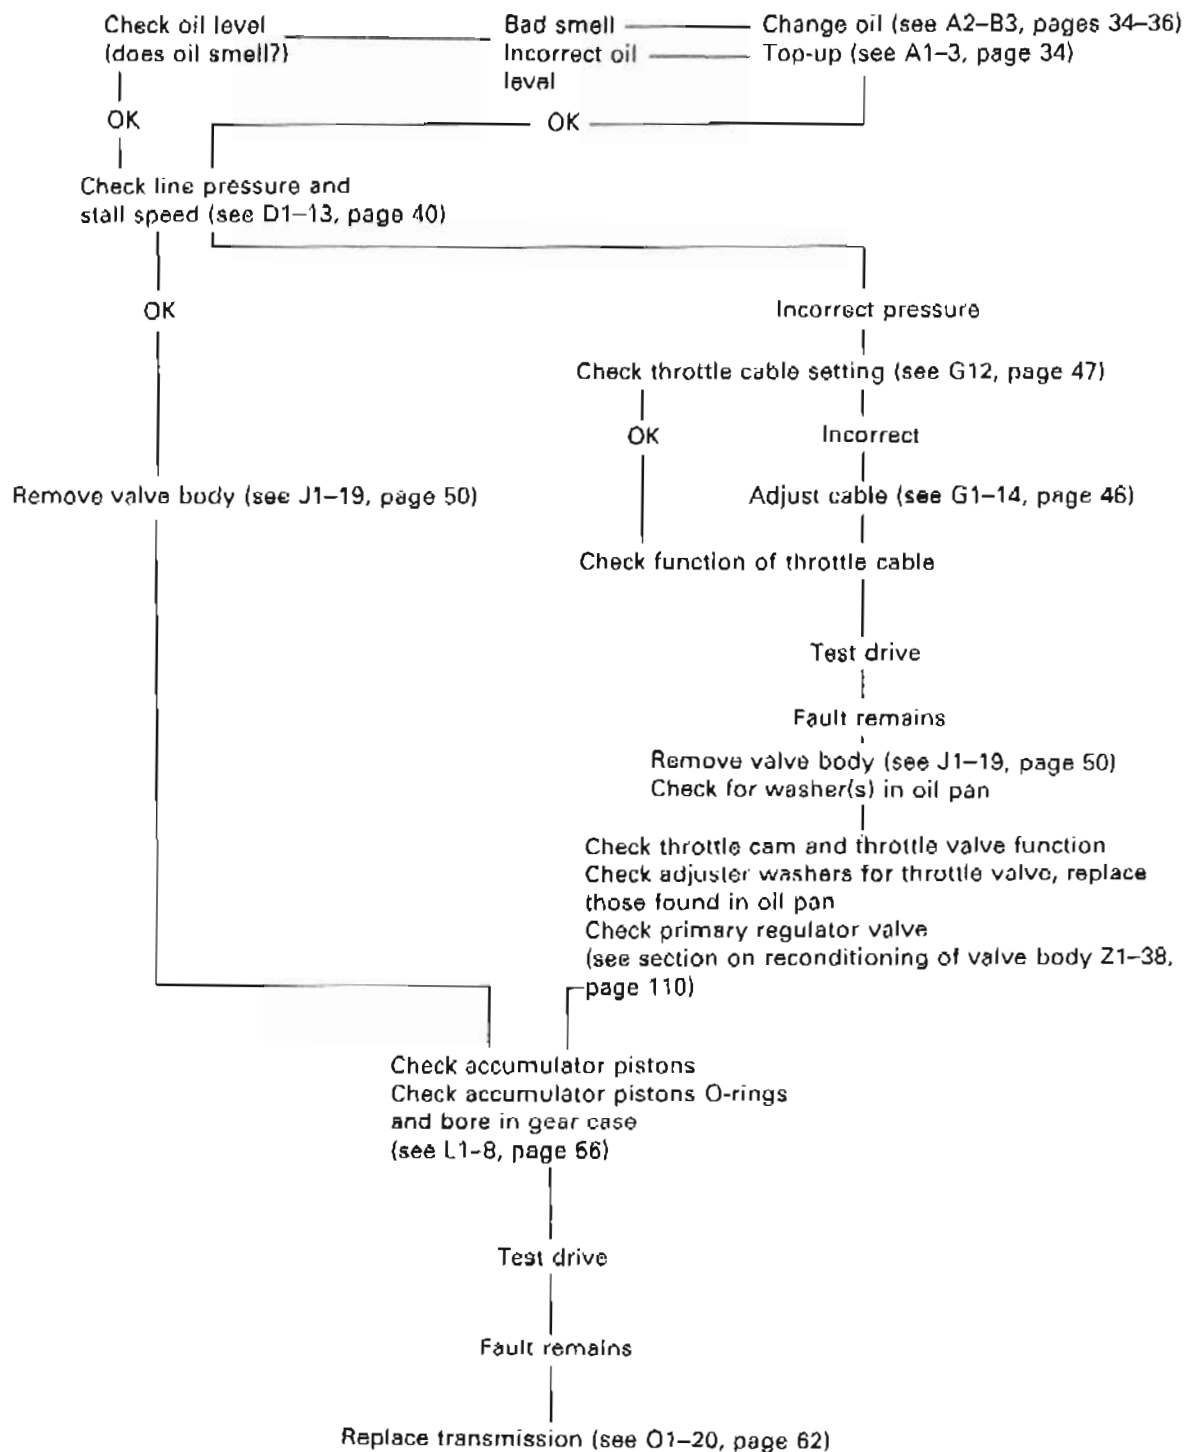 Check oil level
(does oil smell?)
Bad smell
Incorrect oil
level
Change oil (see A2–B3, pages 34–36)
Top-up (see A1–3, page 34)
OK
OK
Check line pressure and
stall speed (see D1–13, page 40)
OK
Incorrect pressure
Check throttle cable setting (see G12, page 47)
OK
Incorrect
Remove valve body (see J1–19, page 50)
Adjust cable (see G1–14, page 46)
Check function of throttle cable
Test drive
Fault remains
Remove valve body (see J1–19, page 50)
Check for washer(s) in oil pan
Check throttle cam and throttle valve function
Check adjuster washers for throttle valve, replace
those found in oil pan
Check primary regulator valve
(see section on reconditioning of valve body Z1–38,
page 110)
Check accumulator pistons
Check accumulator pistons O-rings
and bore in gear case
(see L1–8, page 56)
Test drive
Fault remains
Replace transmission (see O1–20, page 62)